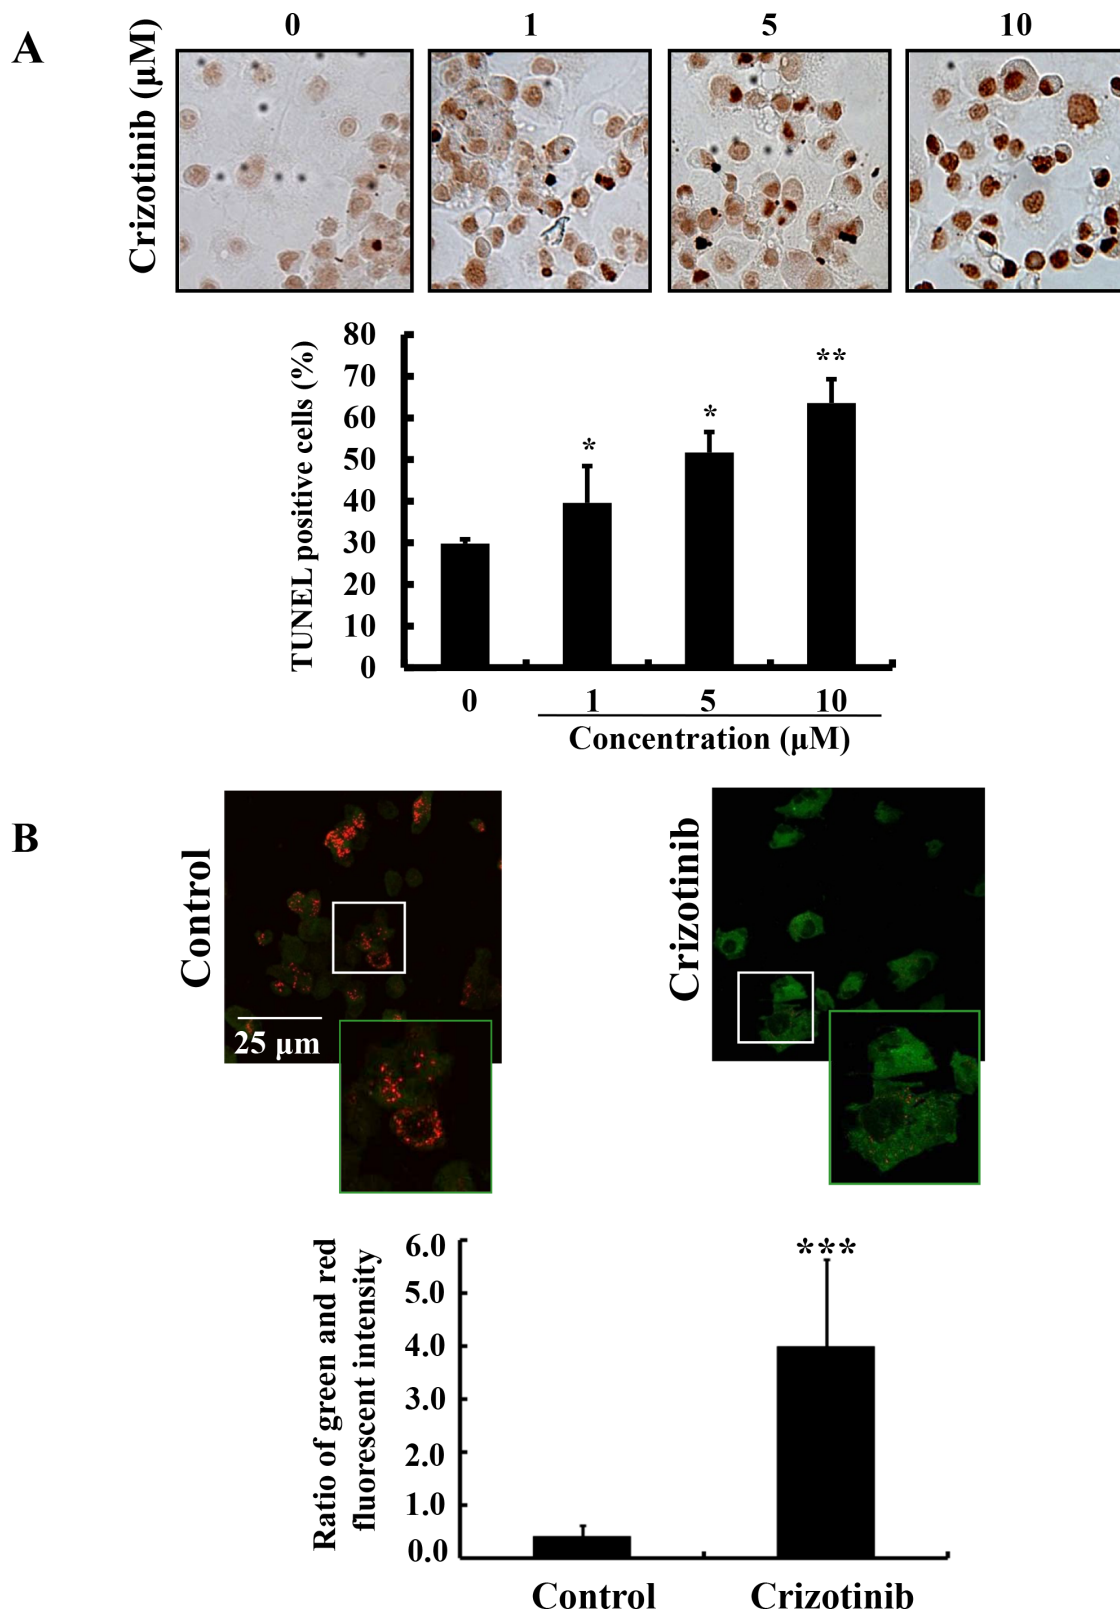 A
Crizotinib (μM)
0 1 5 10
TUNEL positive cells (%)
80
70
60
50
40
30
20
10
0
*
*
**
0 1 5 10
Concentration (μM)
B
Control
25 μm
Crizotinib
Ratio of green and red
fluorescent intensity
6.0
5.0
4.0
3.0
2.0
1.0
0.0
***
Control Crizotinib